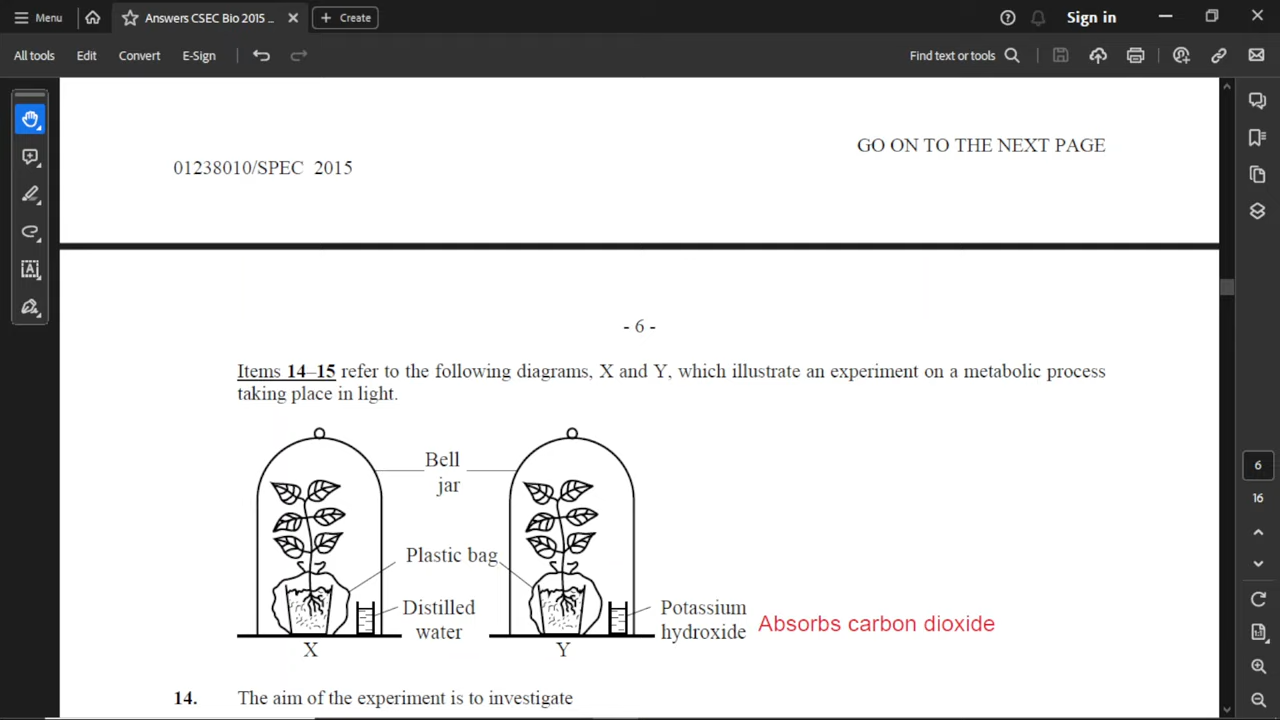 Menu
Answers CSEC Bio 2015 ...
Create
Sign in
All tools
Edit
Convert
E-Sign
Find text or tools
GO ON TO THE NEXT PAGE
01238010/SPEC 2015
- 6 -
Items 14–15 refer to the following diagrams, X and Y, which illustrate an experiment on a metabolic process
taking place in light.
Bell
jar
Plastic bag
Distilled
water
Potassium
hydroxide
Absorbs carbon dioxide
X
Y
6
16
14. The aim of the experiment is to investigate